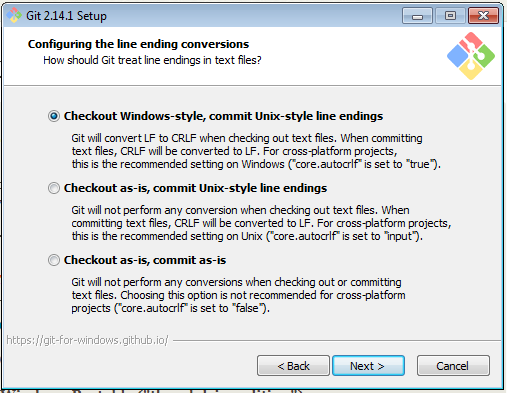 Git 2.14.1 Setup
Configuring the line ending conversions
How should Git treat line endings in text files?
Checkout Windows-style, commit Unix-style line endings
Git will convert LF to CRLF when checking out text files. When committing
text files, CRLF will be converted to LF. For cross-platform projects,
this is the recommended setting on Windows ("core.autocrlf" is set to "true").
Checkout as-is, commit Unix-style line endings
Git will not perform any conversion when checking out text files. When
committing text files, CRLF will be converted to LF. For cross-platform projects,
this is the recommended setting on Unix ("core.autocrlf" is set to "input").
Checkout as-is, commit as-is
Git will not perform any conversions when checking out or committing
text files. Choosing this option is not recommended for cross-platform
projects ("core.autocrlf" is set to "false").
https://git-for-windows.github.io/
< Back
Next >
Cancel